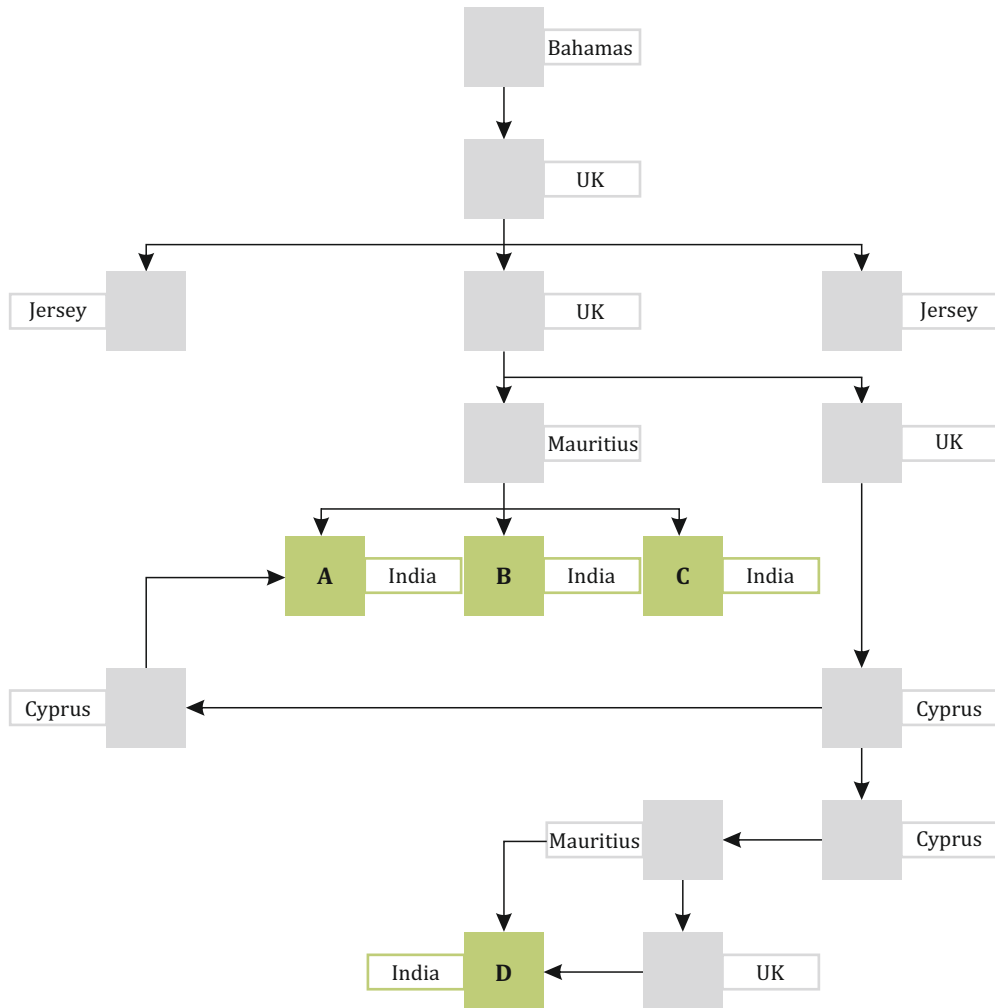 Bahamas
UK
Jersey
UK
Jersey
Mauritius
UK
A
India
B
India
C
India
Cyprus
Cyprus
Mauritius
Cyprus
India
D
UK